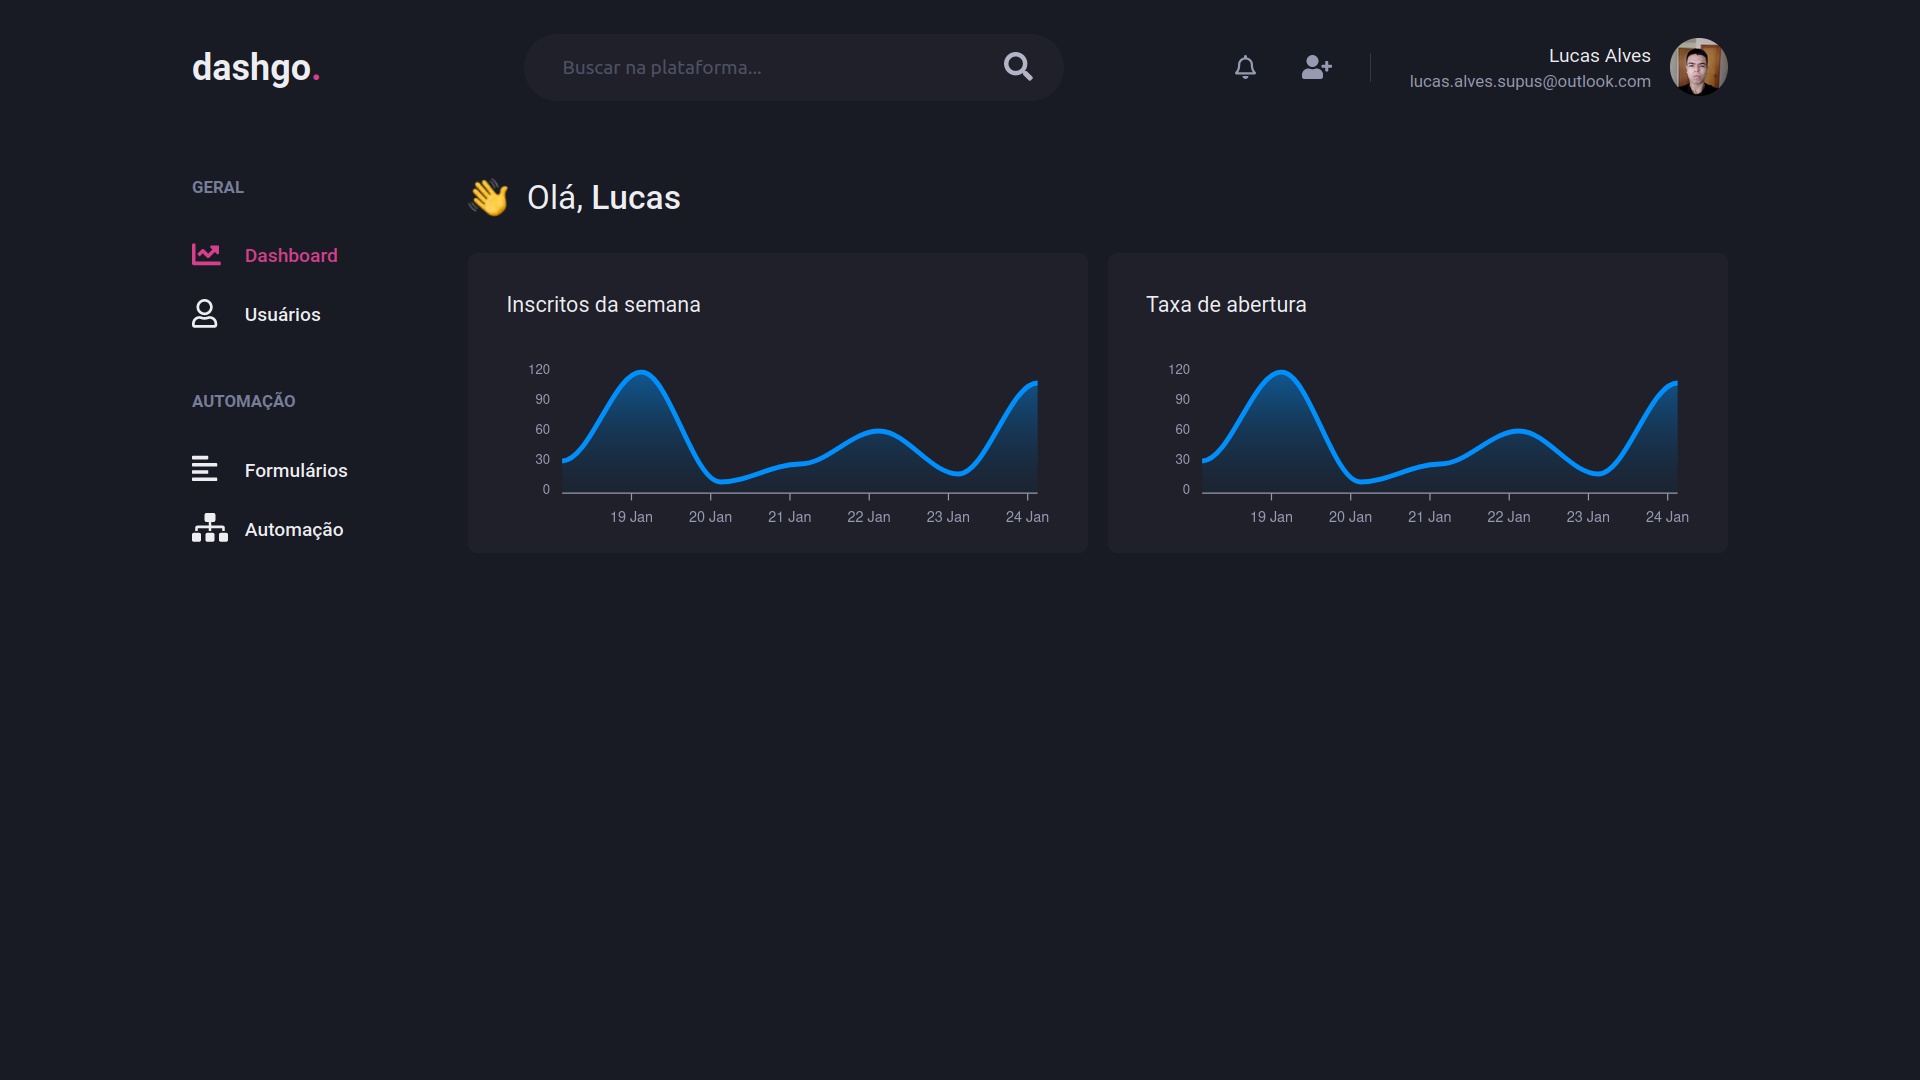 dashgo.
Buscar na plataforma...
Lucas Alves
lucas.alves.supus@outlook.com
GERAL
Dashboard
Usuários
AUTOMAÇÃO
Formulários
Automação
👋 Olá, Lucas
Inscritos da semana
120
90
60
30
0
19 Jan 20 Jan 21 Jan 22 Jan 23 Jan 24 Jan
Taxa de abertura
120
90
60
30
0
19 Jan 20 Jan 21 Jan 22 Jan 23 Jan 24 Jan